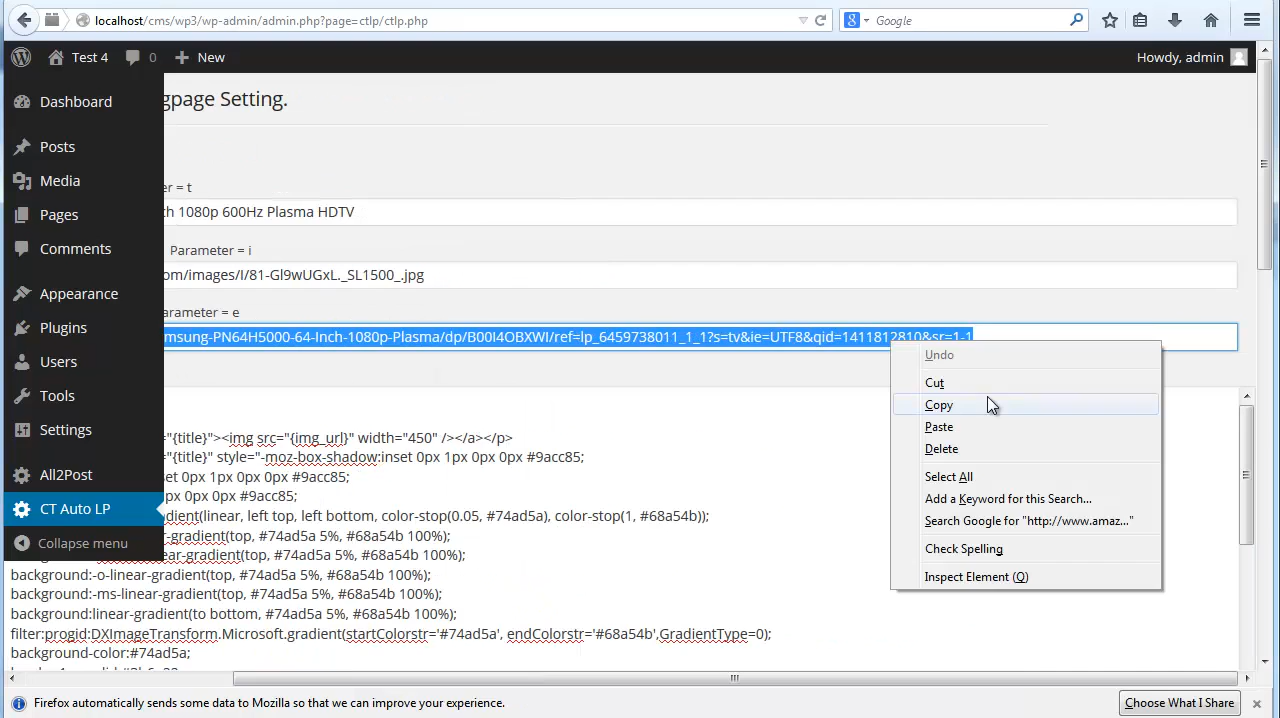 localhost/cms/wp3/wp-admin/admin.php?page=ctlp/ctlp.php
Google
Test 4 0 New Howdy, admin
Dashboard
Posts
Media
Pages
Comments
Appearance
Plugins
Users
Tools
Settings
All2Post
CT Auto LP
Collapse menu
gpage Setting.
er = t
ch 1080p 600Hz Plasma HDTV
Parameter = i
om/images/I/81-Gl9wUGxL._SL1500_.jpg
arameter = e
msung-PN64H5000-64-Inch-1080p-Plasma/dp/B00I4OBXWI/ref=lp_6459738011_1_1?s=tv&ie=UTF8&qid=1411812810&sr=1-1
="{title}"><img src="{img_url}" width="450" /></a></p>
="{title}" style="-moz-box-shadow:inset 0px 1px 0px 0px #9acc85;
set 0px 1px 0px 0px #9acc85;
px 0px 0px #9acc85;
dient(linear, left top, left bottom, color-stop(0.05, #74ad5a), color-stop(1, #68a54b));
r-gradient(top, #74ad5a 5%, #68a54b 100%);
linear-gradient(top, #74ad5a 5%, #68a54b 100%);
background:-o-linear-gradient(top, #74ad5a 5%, #68a54b 100%);
background:-ms-linear-gradient(top, #74ad5a 5%, #68a54b 100%);
background:linear-gradient(to bottom, #74ad5a 5%, #68a54b 100%);
filter:progid:DXImageTransform.Microsoft.gradient(startColorstr='#74ad5a', endColorstr='#68a54b',GradientType=0);
background-color:#74ad5a;
Undo
Cut
Copy
Paste
Delete
Select All
Add a Keyword for this Search...
Search Google for "http://www.amaz..."
Check Spelling
Inspect Element (Q)
Firefox automatically sends some data to Mozilla so that we can improve your experience.
Choose What I Share